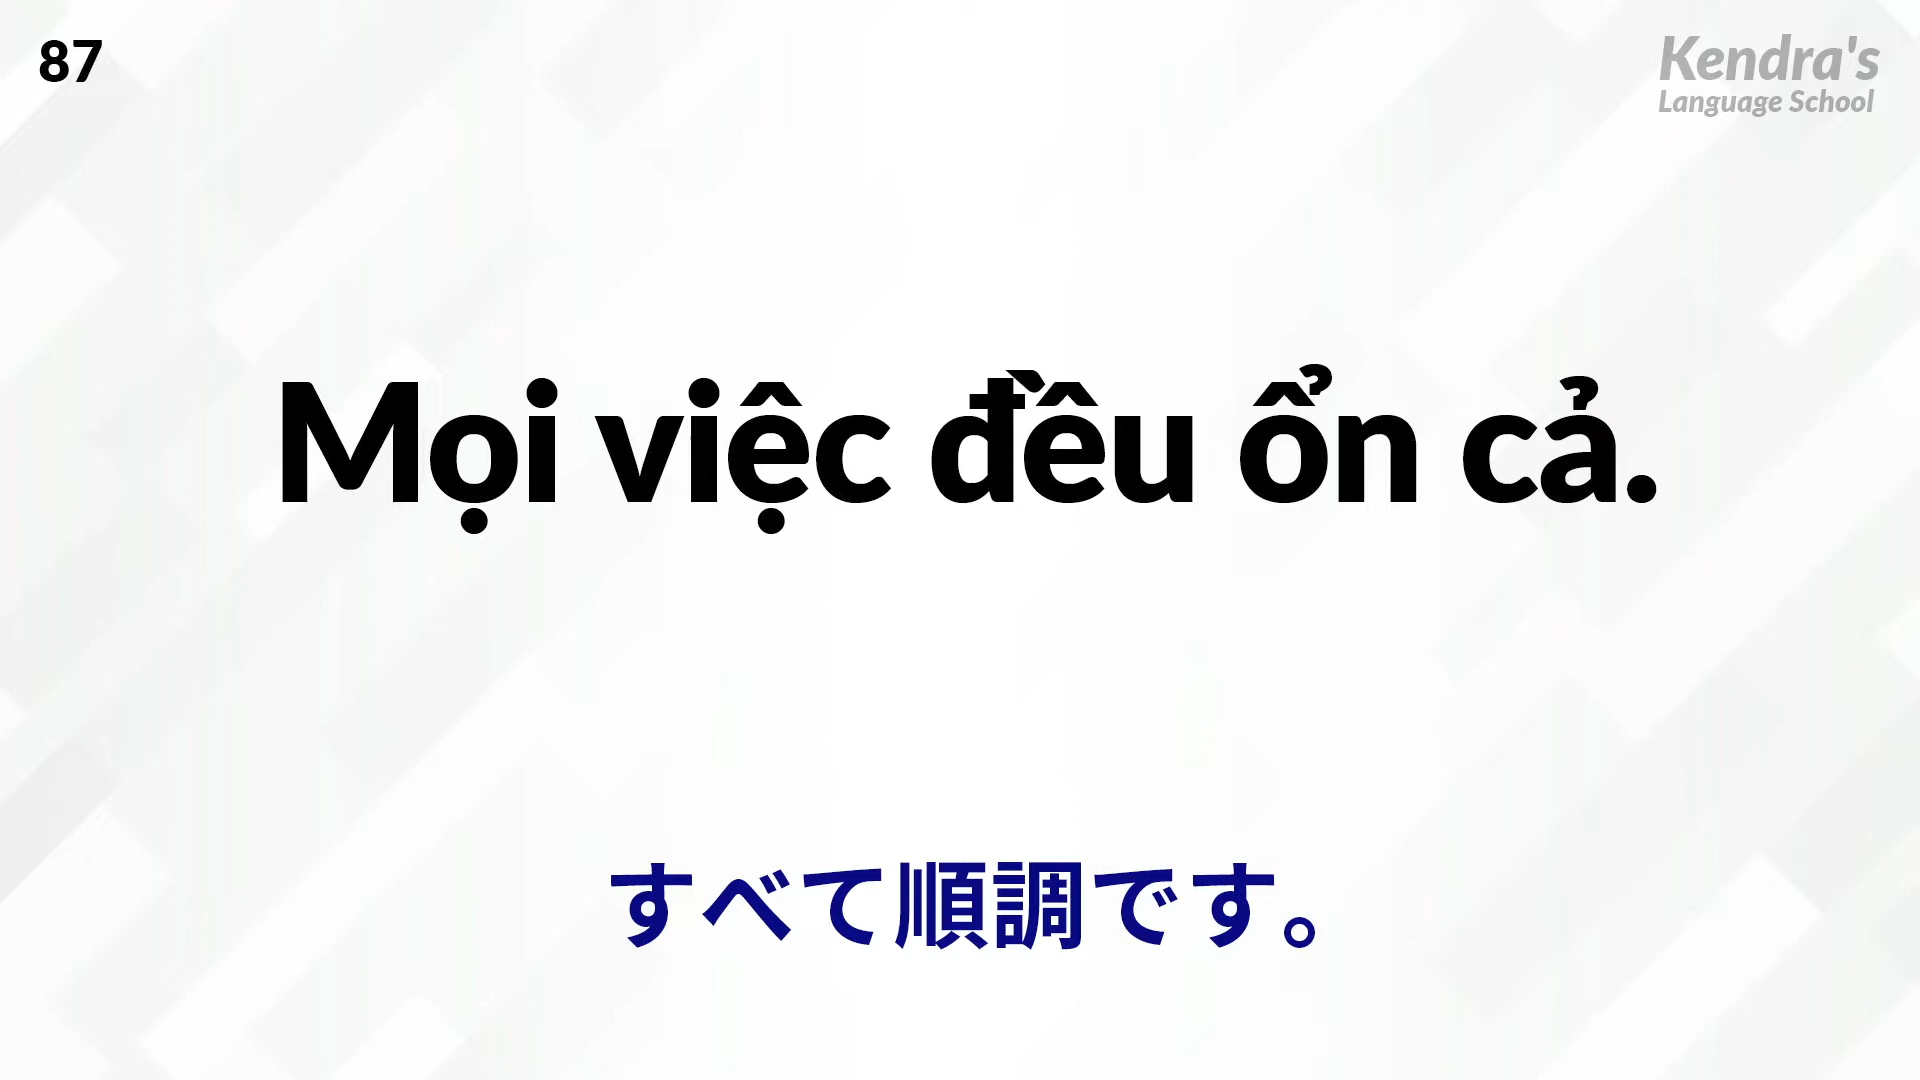 87
Kendra's
Language School
Mọi việc đều ổn cả.
すべて順調です。